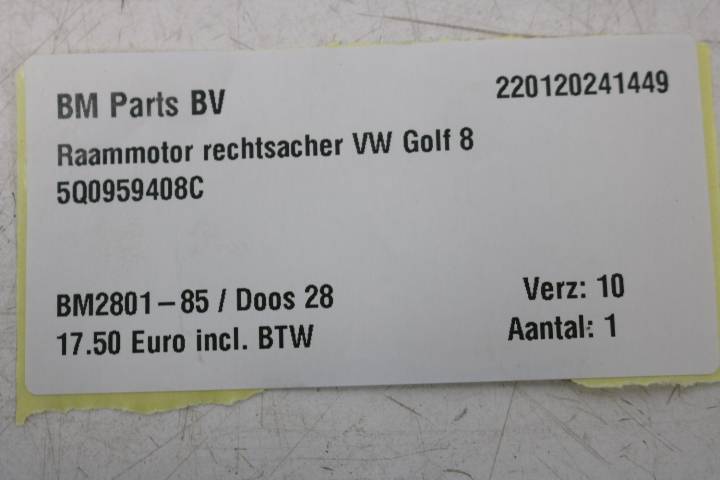 BM Parts BV 220120241449
Raammotor rechtsacher VW Golf 8
5Q0959408C
BM2801-85 / Doos 28 Verz: 10
17.50 Euro incl. BTW Aantal: 1